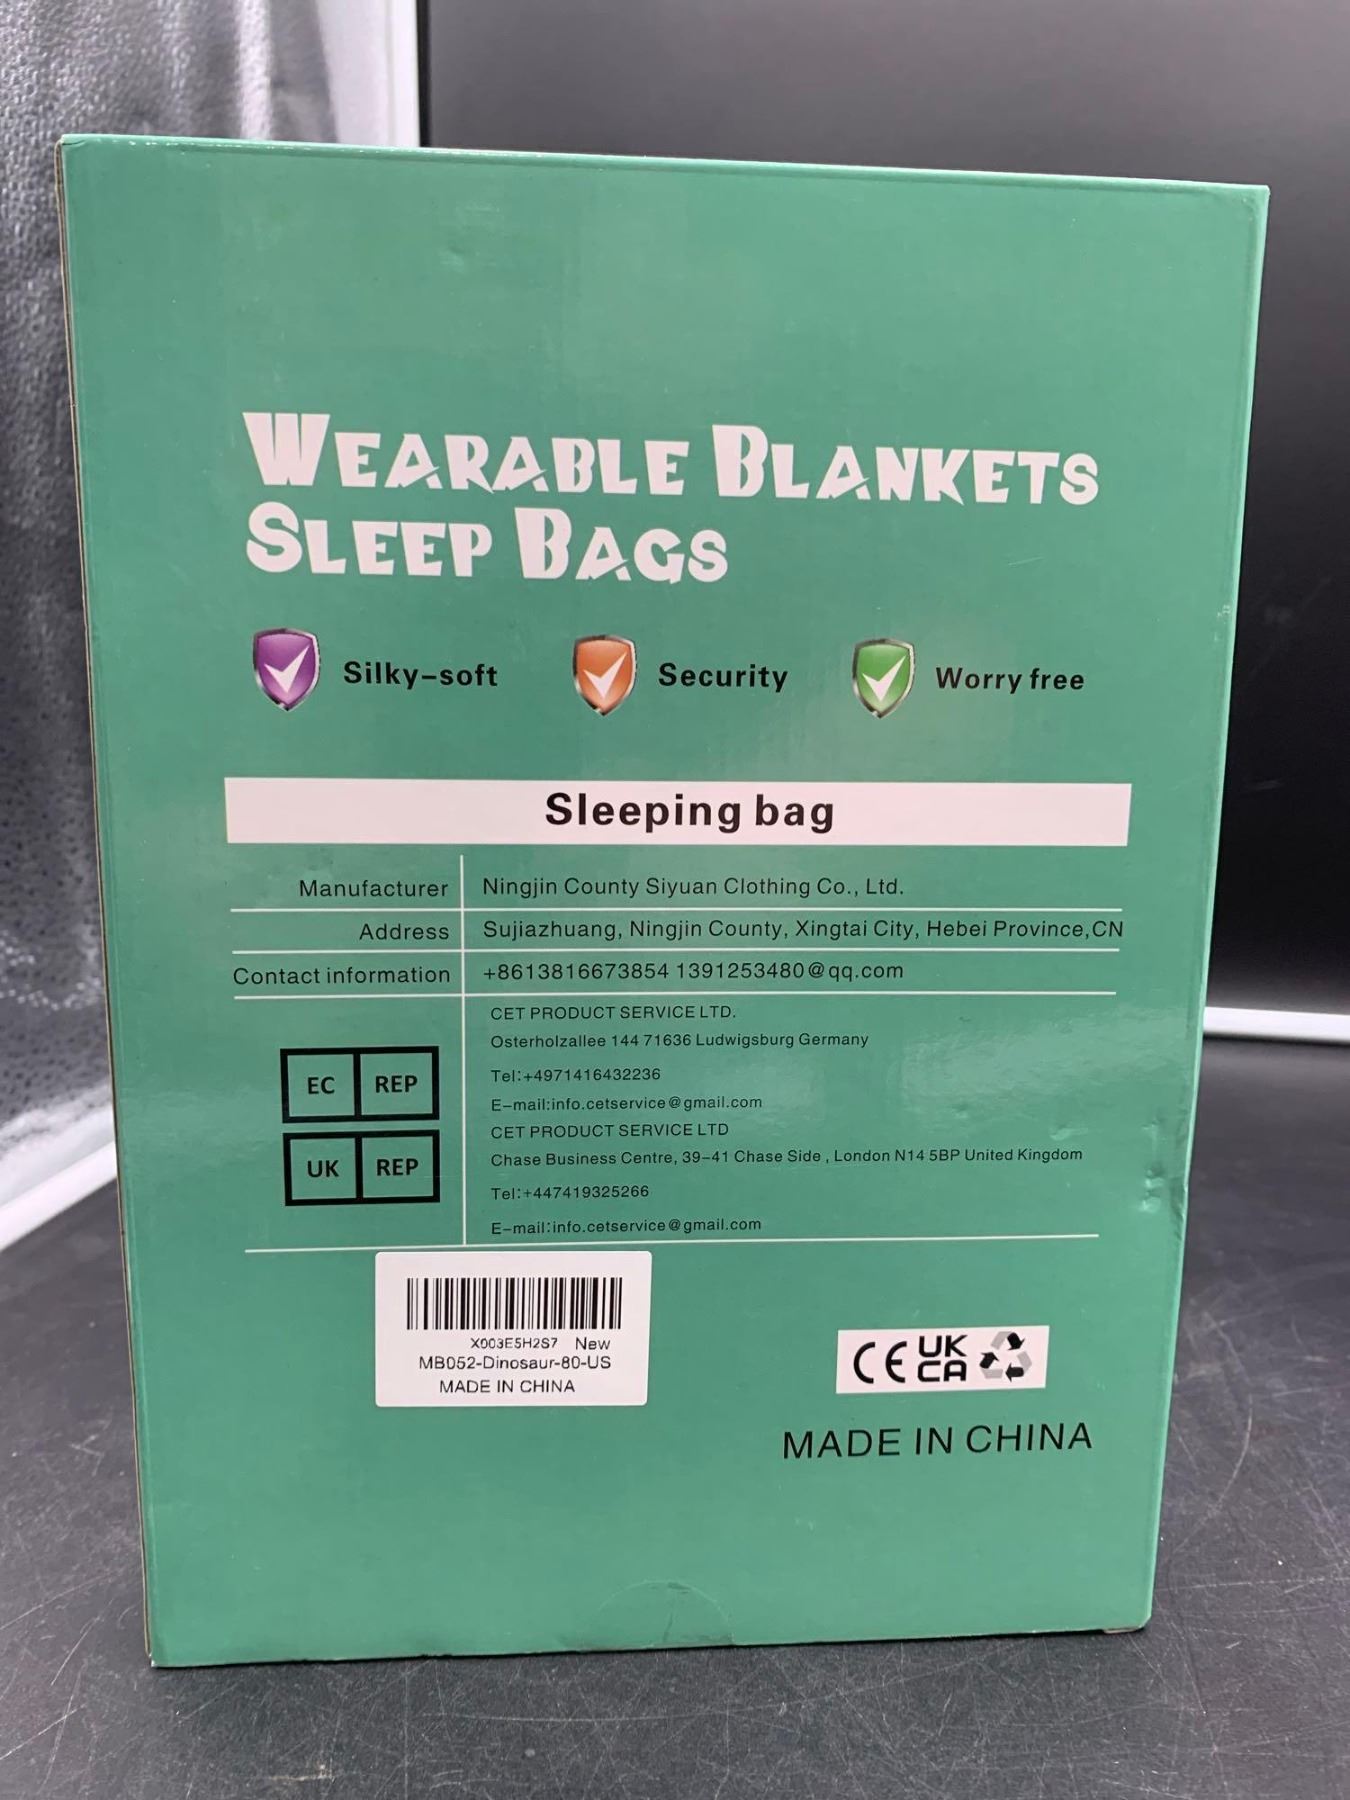 WEARABLE BLANKETS
SLEEP BAGS
Silky-soft Security Worry free
Sleeping bag
Manufacturer Ningjin County Siyuan Clothing Co., Ltd.
Address Sujiazhuang, Ningjin County, Xingtai City, Hebei Province,CN
Contact information +8613816673854 1391253480@qq.com
CET PRODUCT SERVICE LTD.
Osterholzallee 144 71636 Ludwigsburg Germany
EC REP
Tel:+4971416432236
E-mail:info.cetservice@gmail.com
CET PRODUCT SERVICE LTD
Chase Business Centre, 39-41 Chase Side , London N14 5BP United Kingdom
UK REP
Tel:+447419325266
E-mail:info.cetservice@gmail.com
X003E5H2S7 New
MB052-Dinosaur-80-US
MADE IN CHINA
CE UK
CA
MADE IN CHINA